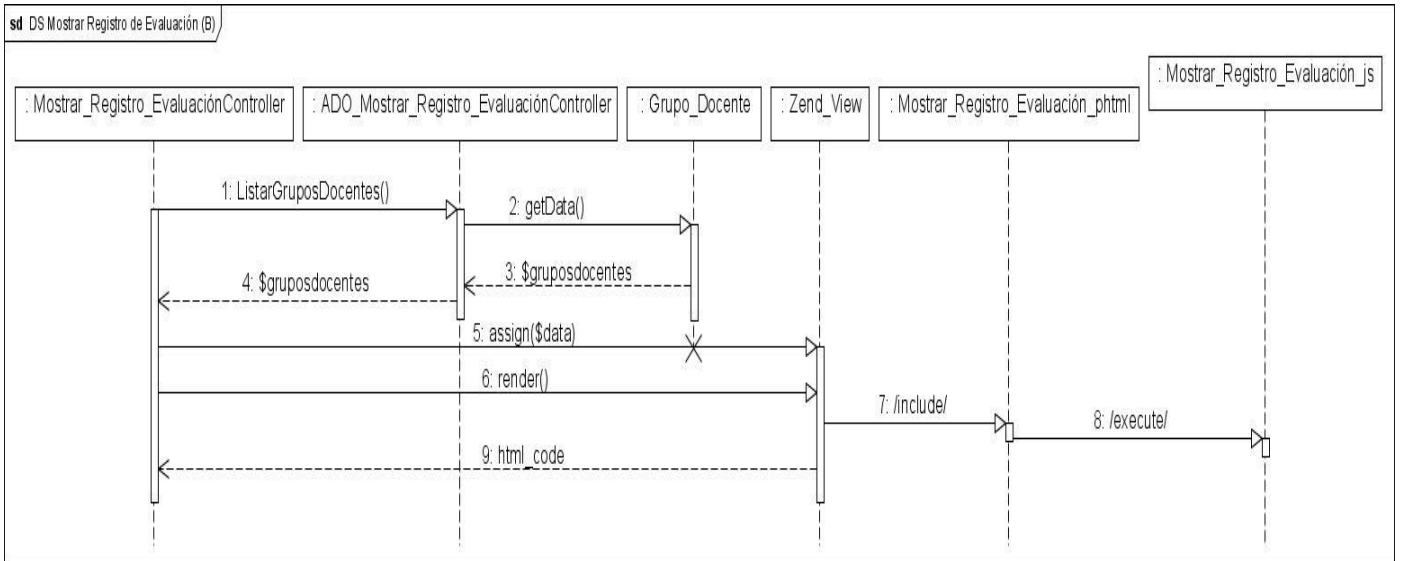 sd DS Mostrar Registro de Evaluación (B)
: Mostrar_Registro_EvaluaciónController
: ADO_Mostrar_Registro_EvaluaciónController
: Grupo_Docente
: Zend_View
: Mostrar_Registro_Evaluación_phtml
: Mostrar_Registro_Evaluación_js
1: ListarGruposDocentes()
2: getData()
3: $gruposdocentes
4: $gruposdocentes
5: assign($data)
6: render()
7: /include/
8: /execute/
9: html_code